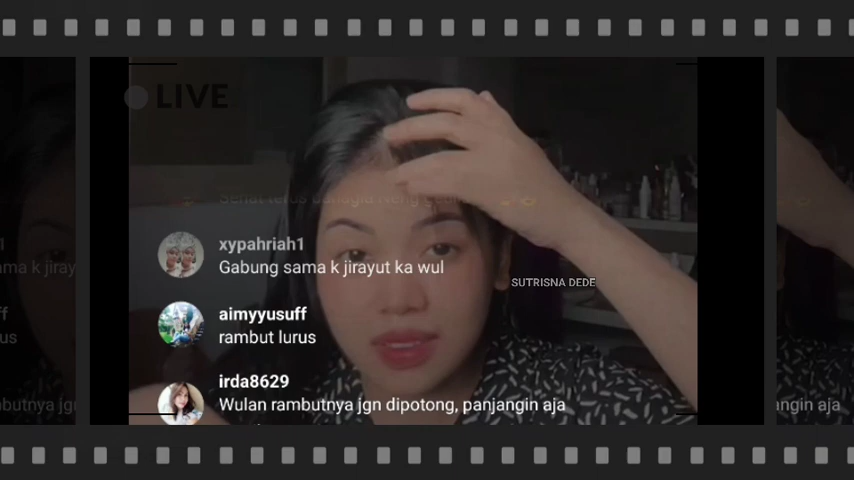 LIVE
xypahriah1
Gabung sama k jirayut ka wul
SUTRISNA DEDE
aimyyusuff
rambut lurus
irda8629
Wulan rambutnya jgn dipotong, panjangin aja